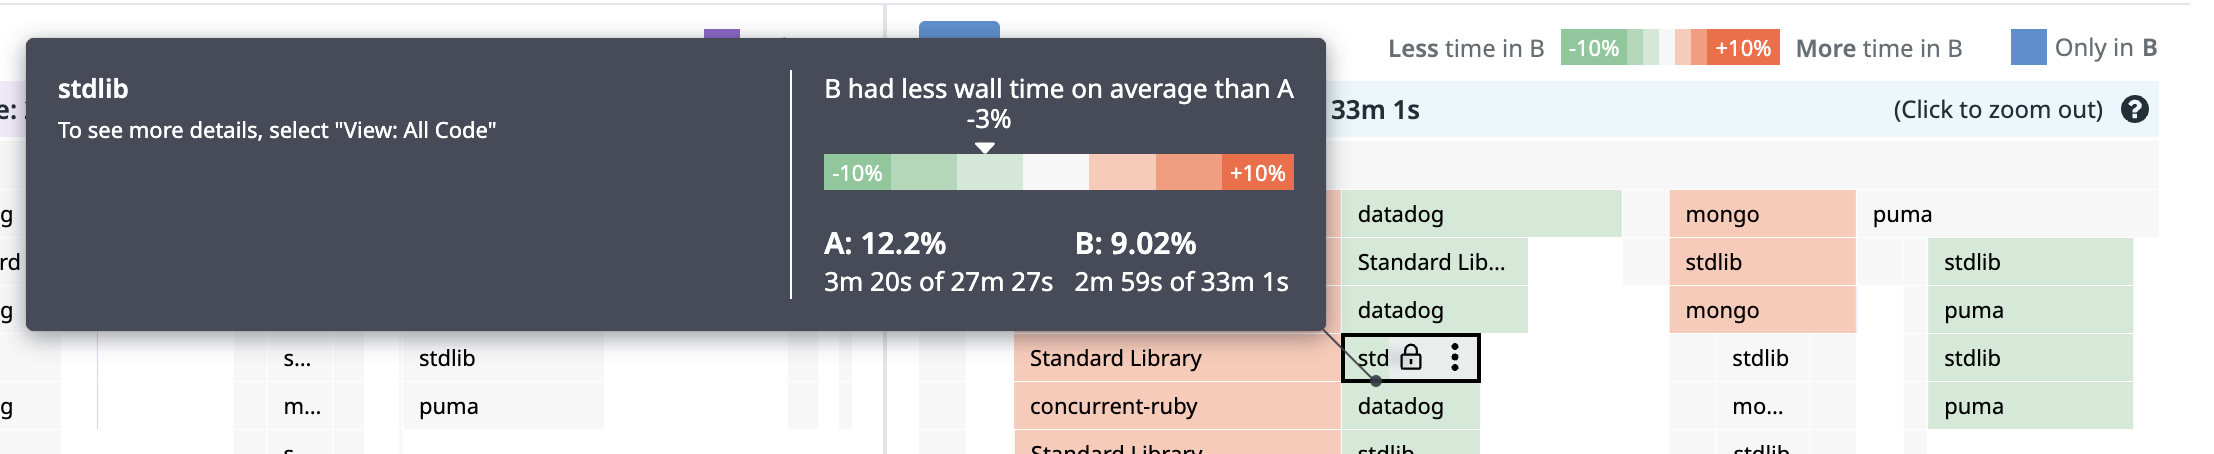 Less time in B
-10%
+10%
More time in B
Only in B
stdlib
To see more details, select "View: All Code"
B had less wall time on average than A
-3%
-10%
+10%
A: 12.2%
B: 9.02%
3m 20s of 27m 27s
2m 59s of 33m 1s
e:
33m 1s
(Click to zoom out)
?
g
datadog
mongo
puma
rd
Standard Lib...
stdlib
stdlib
g
datadog
mongo
puma
s...
stdlib
Standard Library
std
stdlib
stdlib
g
m...
puma
concurrent-ruby
datadog
mo...
puma
Standard Library
stdlib
stdlib